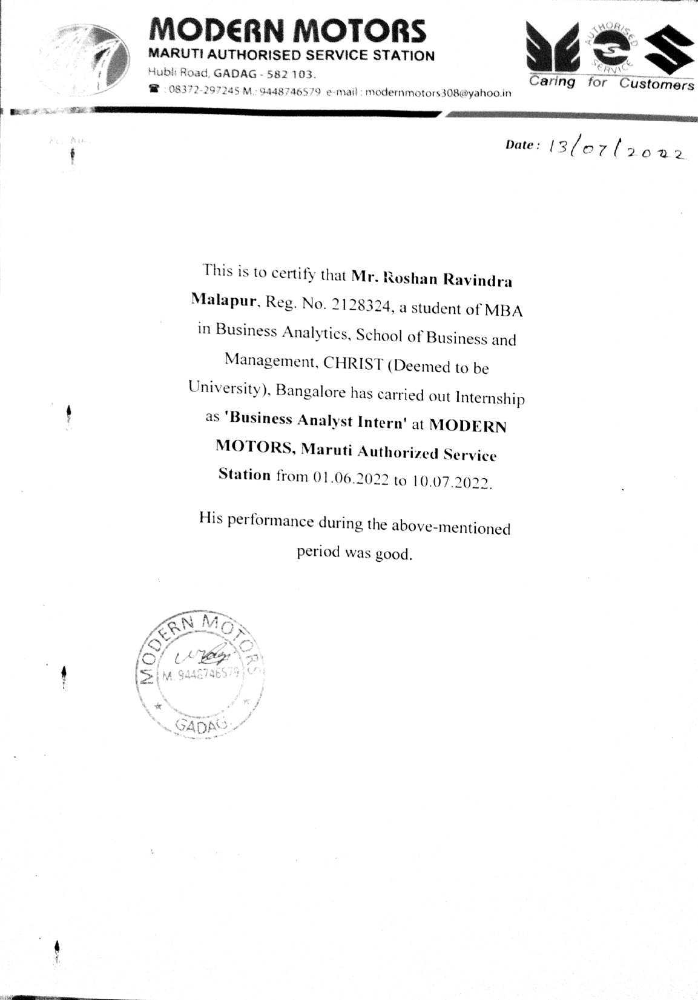 MODERN MOTORS
MARUTI AUTHORISED SERVICE STATION
Hubli Road, GADAG - 582 103.
☎ : 08372-297245 M.: 9448746579 e-mail : modernmotors308@yahoo.in
AUTHORISED
SERVICE
Caring for Customers
Date : 13/07/2022
This is to certify that Mr. Roshan Ravindra
Malapur, Reg. No. 2128324, a student of MBA
in Business Analytics, School of Business and
Management, CHRIST (Deemed to be
University), Bangalore has carried out Internship
as 'Business Analyst Intern' at MODERN
MOTORS, Maruti Authorized Service
Station from 01.06.2022 to 10.07.2022.
His performance during the above-mentioned
period was good.
MODERN MOTORS
M. 9448746579
GADAG.